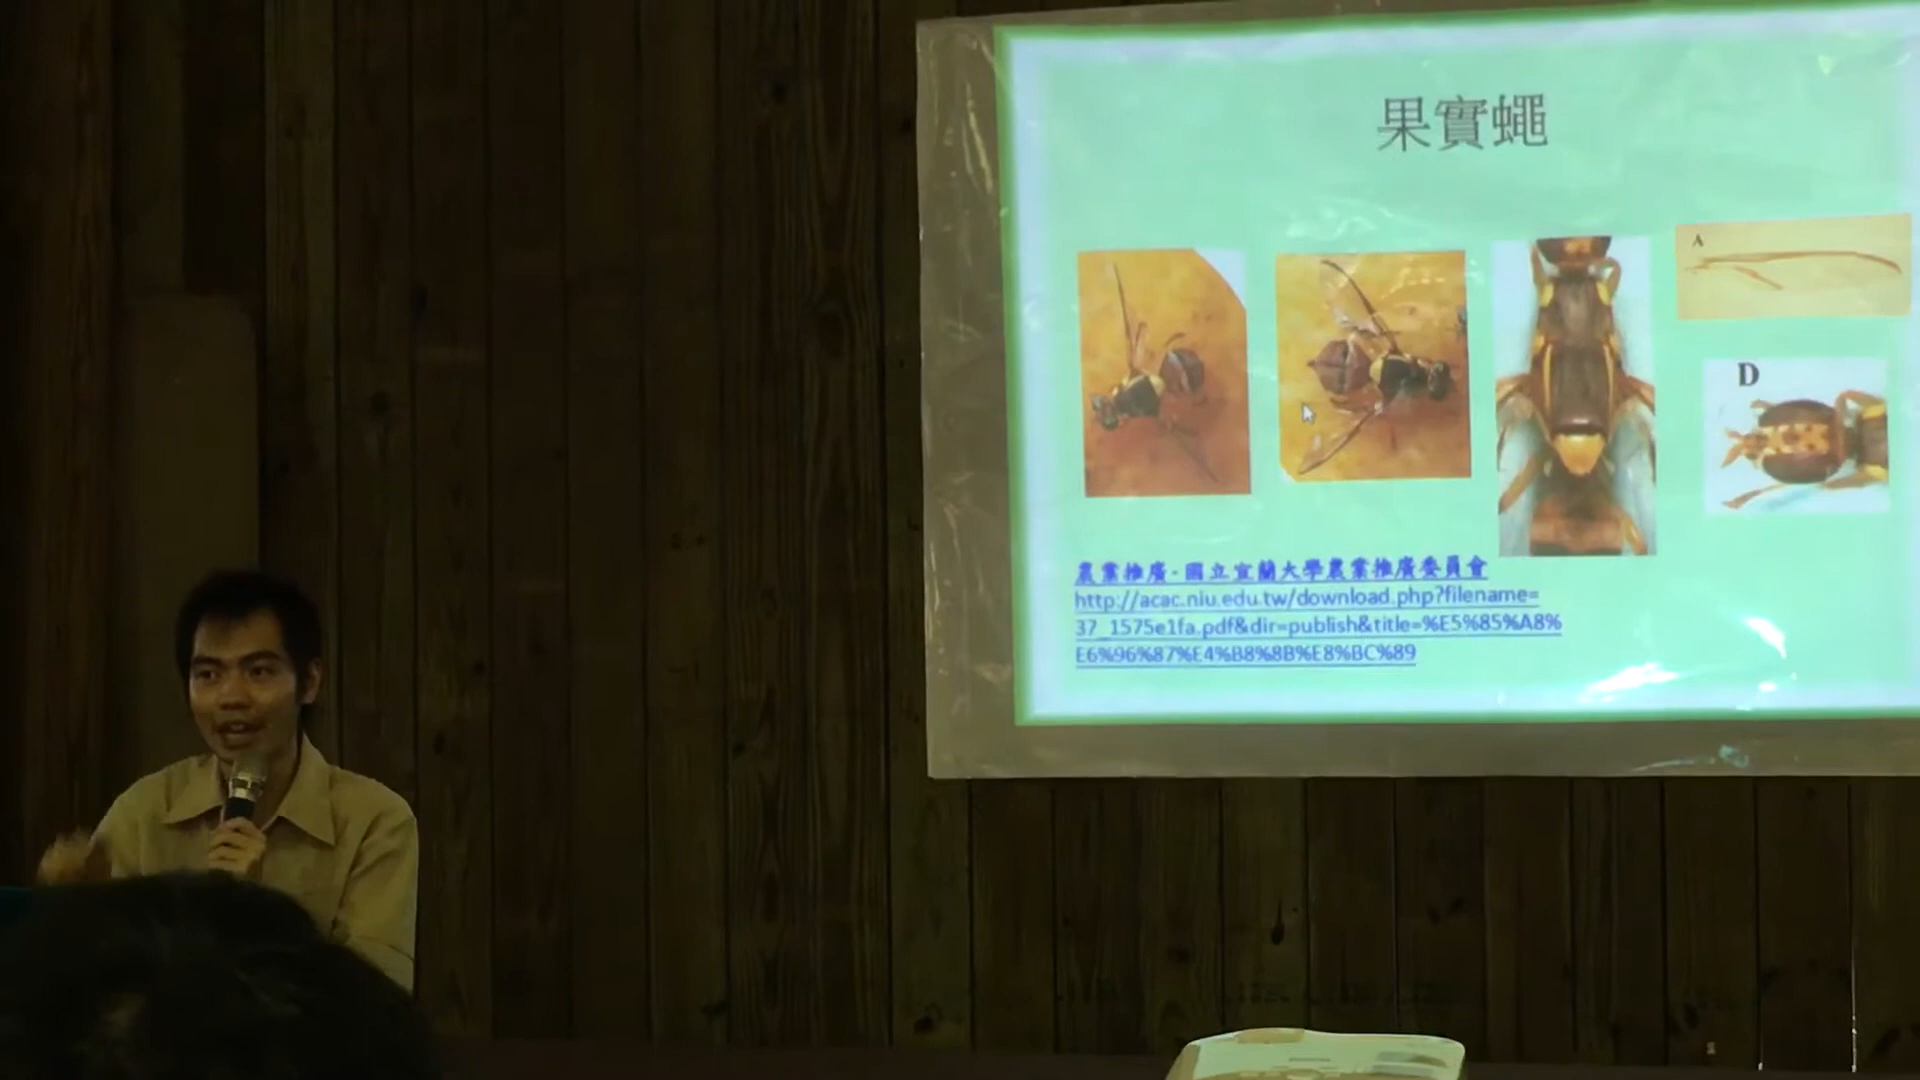 果實蠅
A
D
農業推廣-國立宜蘭大學農業推廣委員會
http://acac.niu.edu.tw/download.php?filename=
37_1575e1fa.pdf&dir=publish&title=%E5%85%A8%
E6%96%87%E4%B8%8B%E8%BC%89